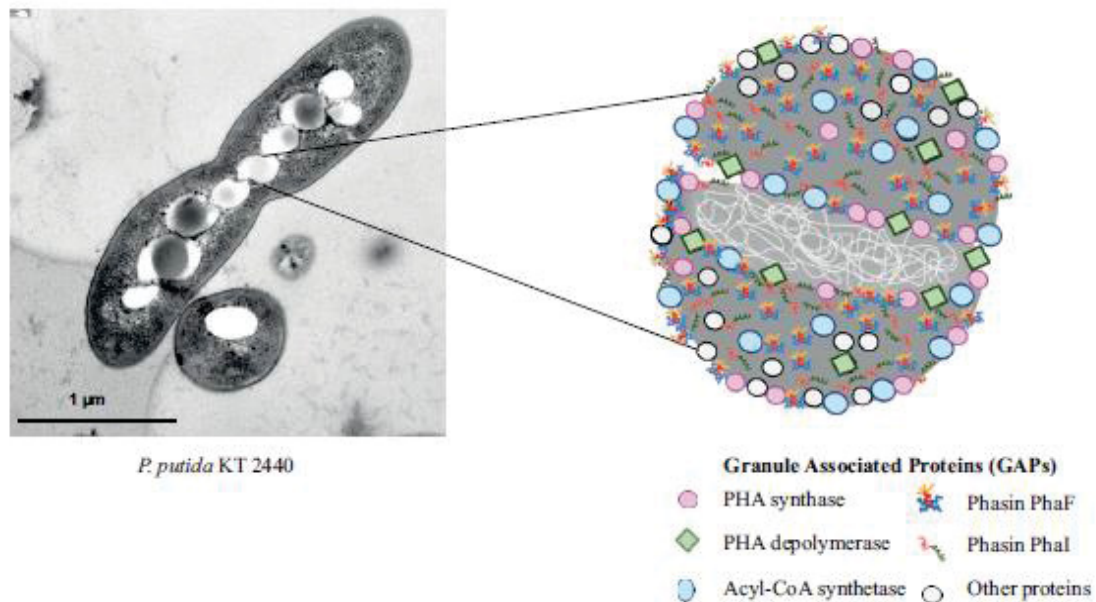 1 µm
P. putida KT 2440
Granule Associated Proteins (GAPs)
PHA synthase
Phasin PhaF
PHA depolymerase
Phasin PhaI
Acyl-CoA synthetase
Other proteins